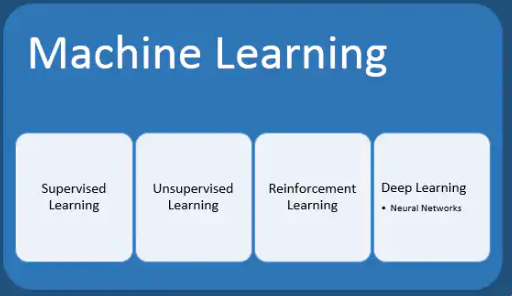 Machine Learning
Supervised
Learning
Unsupervised
Learning
Reinforcement
Learning
Deep Learning
• Neural Networks